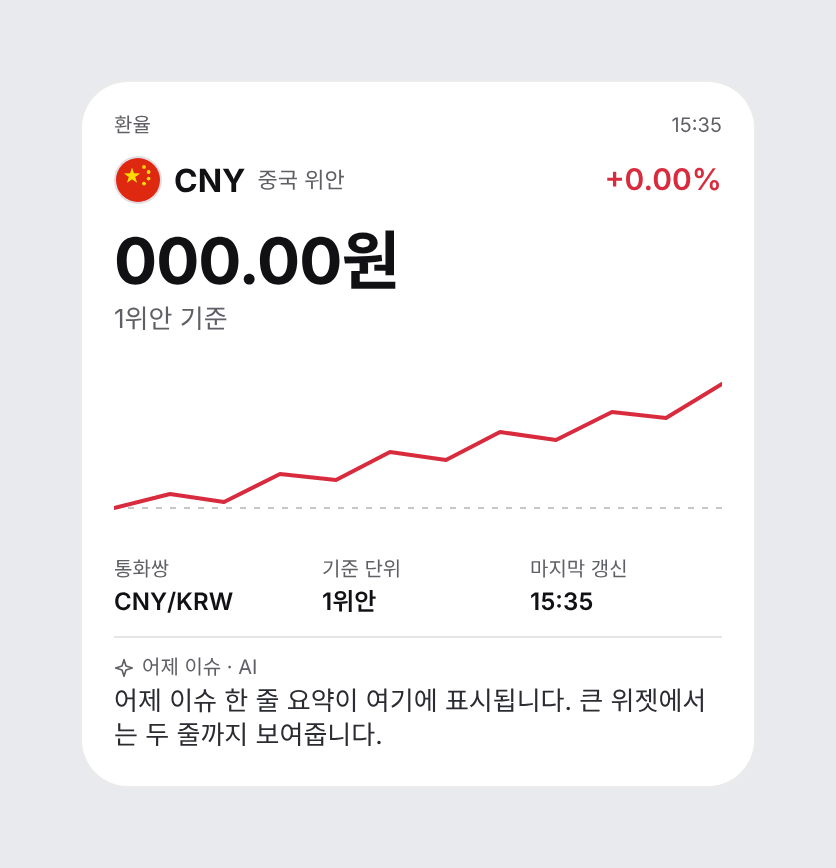 환율
15:35
CNY 중국 위안
+0.00%
000.00원
1위안 기준
통화쌍
기준 단위
마지막 갱신
CNY/KRW
1위안
15:35
어제 이슈 · AI
어제 이슈 한 줄 요약이 여기에 표시됩니다. 큰 위젯에서
는 두 줄까지 보여줍니다.